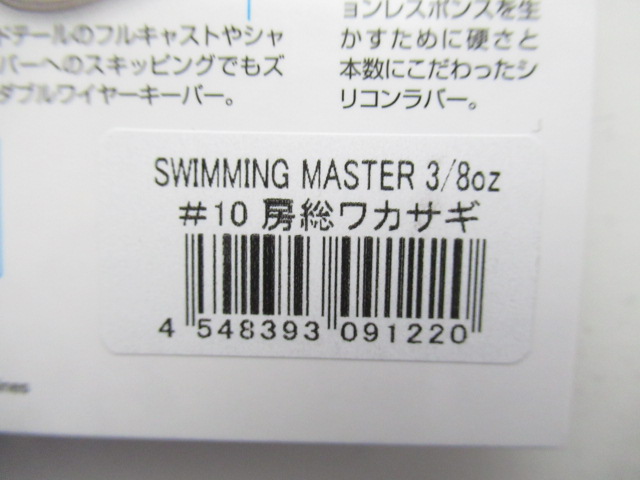 ドテールのフルキャストやシャ
バーへのスキッピングでもズ
ダブルワイヤーキーパー。
ョンレスポンスを生
かすために硬さと
本数にこだわったシ
リコンラバー。
SWIMMING MASTER 3/8oz
#10 房総ワカサギ
4 548393 091220